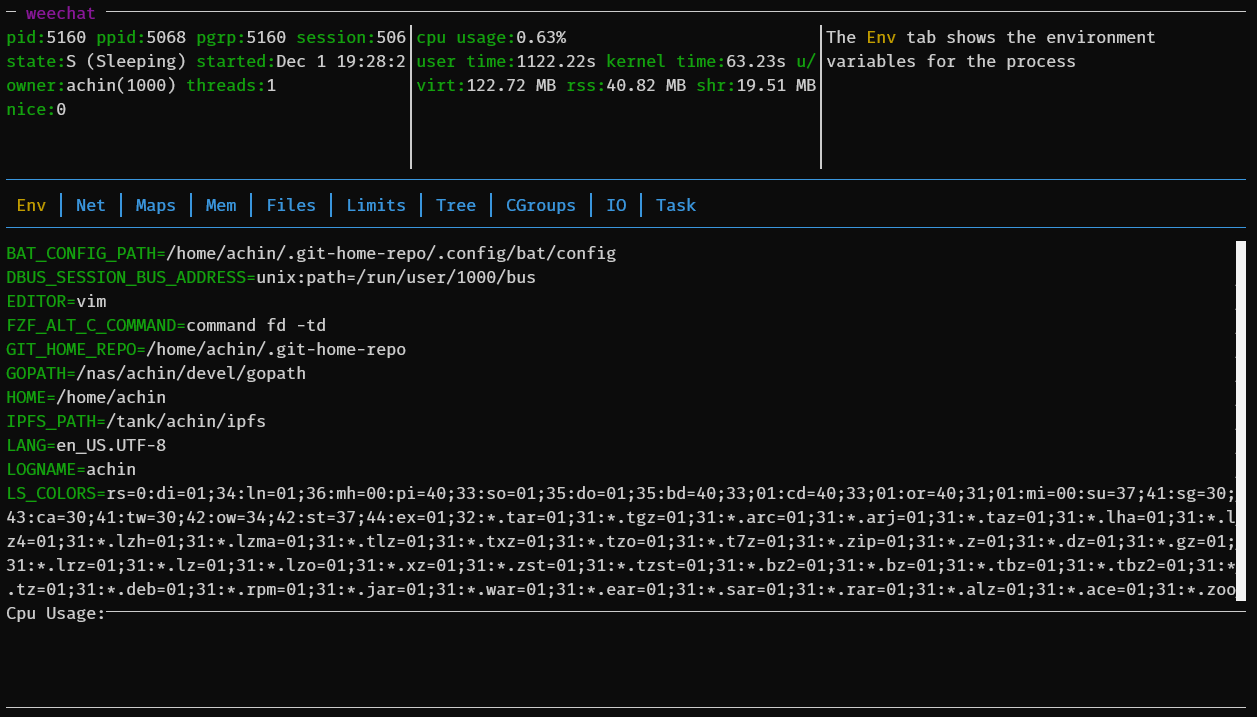 weechat
pid:5160 ppid:5068 pgrp:5160 session:506
state:S (Sleeping) started:Dec 1 19:28:2
owner:achin(1000) threads:1
nice:0
cpu usage:0.63%
user time:1122.22s kernel time:63.23s u/
virt:122.72 MB rss:40.82 MB shr:19.51 MB
The Env tab shows the environment
variables for the process
Env │ Net │ Maps │ Mem │ Files │ Limits │ Tree │ CGroups │ IO │ Task
BAT_CONFIG_PATH=/home/achin/.git-home-repo/.config/bat/config
DBUS_SESSION_BUS_ADDRESS=unix:path=/run/user/1000/bus
EDITOR=vim
FZF_ALT_C_COMMAND=command fd -td
GIT_HOME_REPO=/home/achin/.git-home-repo
GOPATH=/nas/achin/devel/gopath
HOME=/home/achin
IPFS_PATH=/tank/achin/ipfs
LANG=en_US.UTF-8
LOGNAME=achin
LS_COLORS=rs=0:di=01;34:ln=01;36:mh=00:pi=40;33:so=01;35:do=01;35:bd=40;33;01:cd=40;33;01:or=40;31;01:mi=00:su=37;41:sg=30;
43:ca=30;41:tw=30;42:ow=34;42:st=37;44:ex=01;32:*.tar=01;31:*.tgz=01;31:*.arc=01;31:*.arj=01;31:*.taz=01;31:*.lha=01;31:*.l
z4=01;31:*.lzh=01;31:*.lzma=01;31:*.tlz=01;31:*.txz=01;31:*.tzo=01;31:*.t7z=01;31:*.zip=01;31:*.z=01;31:*.dz=01;31:*.gz=01;
31:*.lrz=01;31:*.lz=01;31:*.lzo=01;31:*.xz=01;31:*.zst=01;31:*.tzst=01;31:*.bz2=01;31:*.bz=01;31:*.tbz=01;31:*.tbz2=01;31:*
.tz=01;31:*.deb=01;31:*.rpm=01;31:*.jar=01;31:*.war=01;31:*.ear=01;31:*.sar=01;31:*.rar=01;31:*.alz=01;31:*.ace=01;31:*.zoo
Cpu Usage: